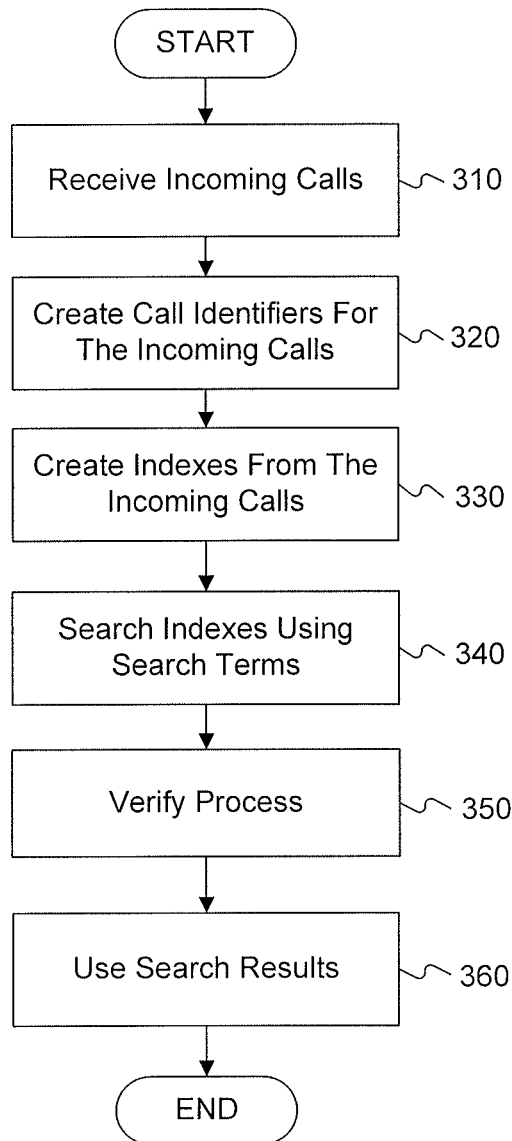 START
Receive Incoming Calls
310
Create Call Identifiers For
The Incoming Calls
320
Create Indexes From The
Incoming Calls
330
Search Indexes Using
Search Terms
340
Verify Process
350
Use Search Results
360
END